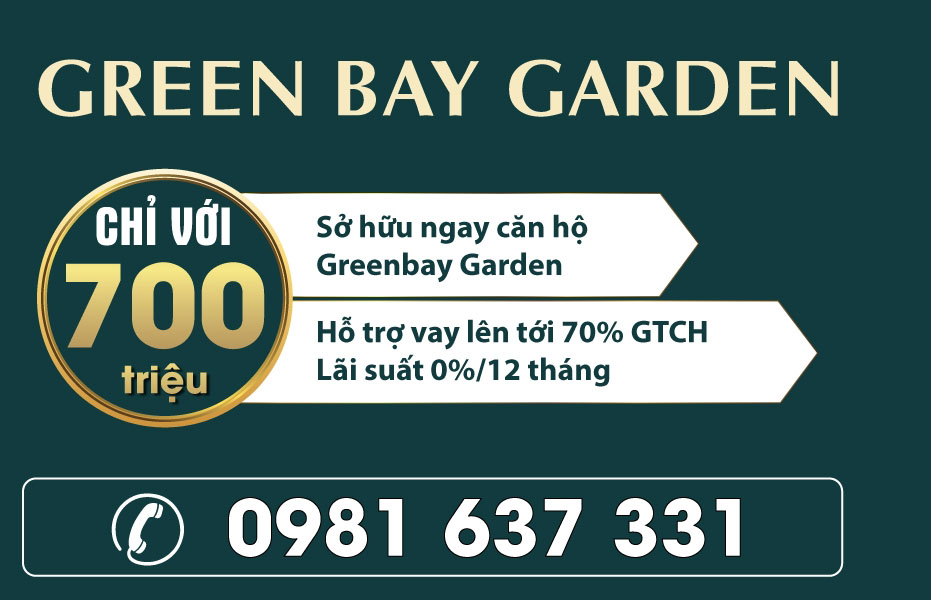 GREEN BAY GARDEN
CHỈ VỚI
700
triệu
Sở hữu ngay căn hộ
Greenbay Garden
Hỗ trợ vay lên tới 70% GTCH
Lãi suất 0%/12 tháng
0981 637 331